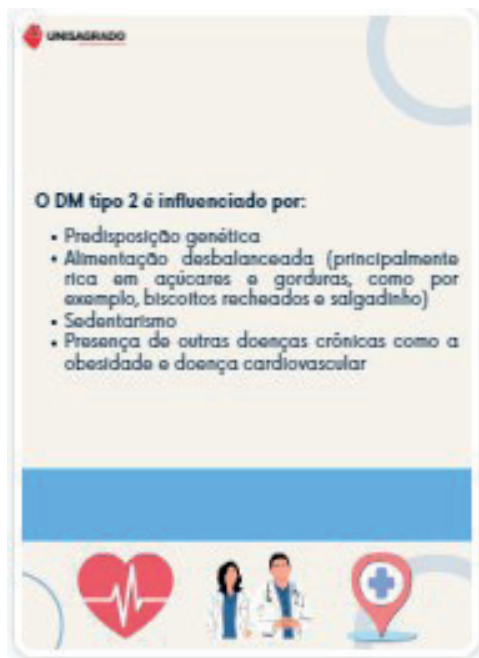 UNISAGRADO
O DM tipo 2 é influenciado por:
• Predisposição genética
• Alimentação desbalanceada (principalmente
rica em açúcares e gorduras, como por
exemplo, biscoitos recheados e salgadinho)
• Sedentarismo
• Presença de outras doenças crônicas como a
obesidade e doença cardiovascular